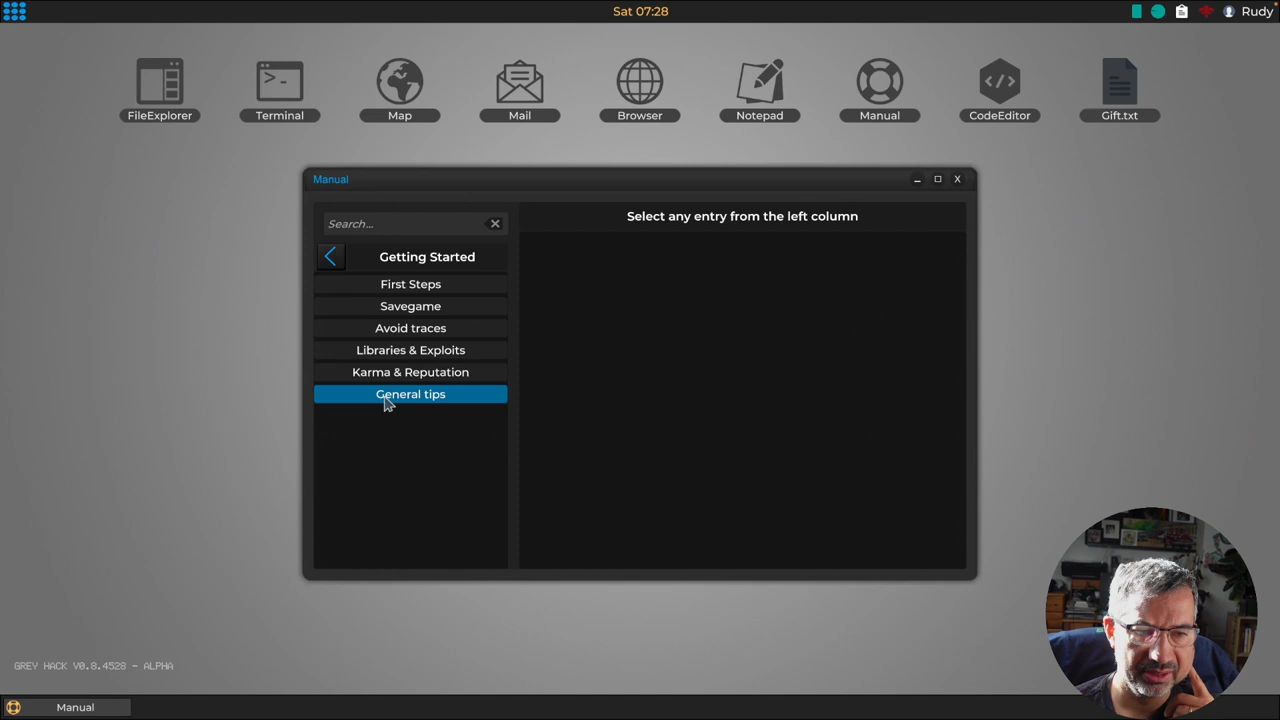 Sat 07:28
Rudy
FileExplorer
Terminal
Map
Mail
Browser
Notepad
Manual
CodeEditor
Gift.txt
Manual
X
Search...
Select any entry from the left column
Getting Started
First Steps
Savegame
Avoid traces
Libraries & Exploits
Karma & Reputation
General tips
GREY HACK V0.8.4528 - ALPHA
Manual